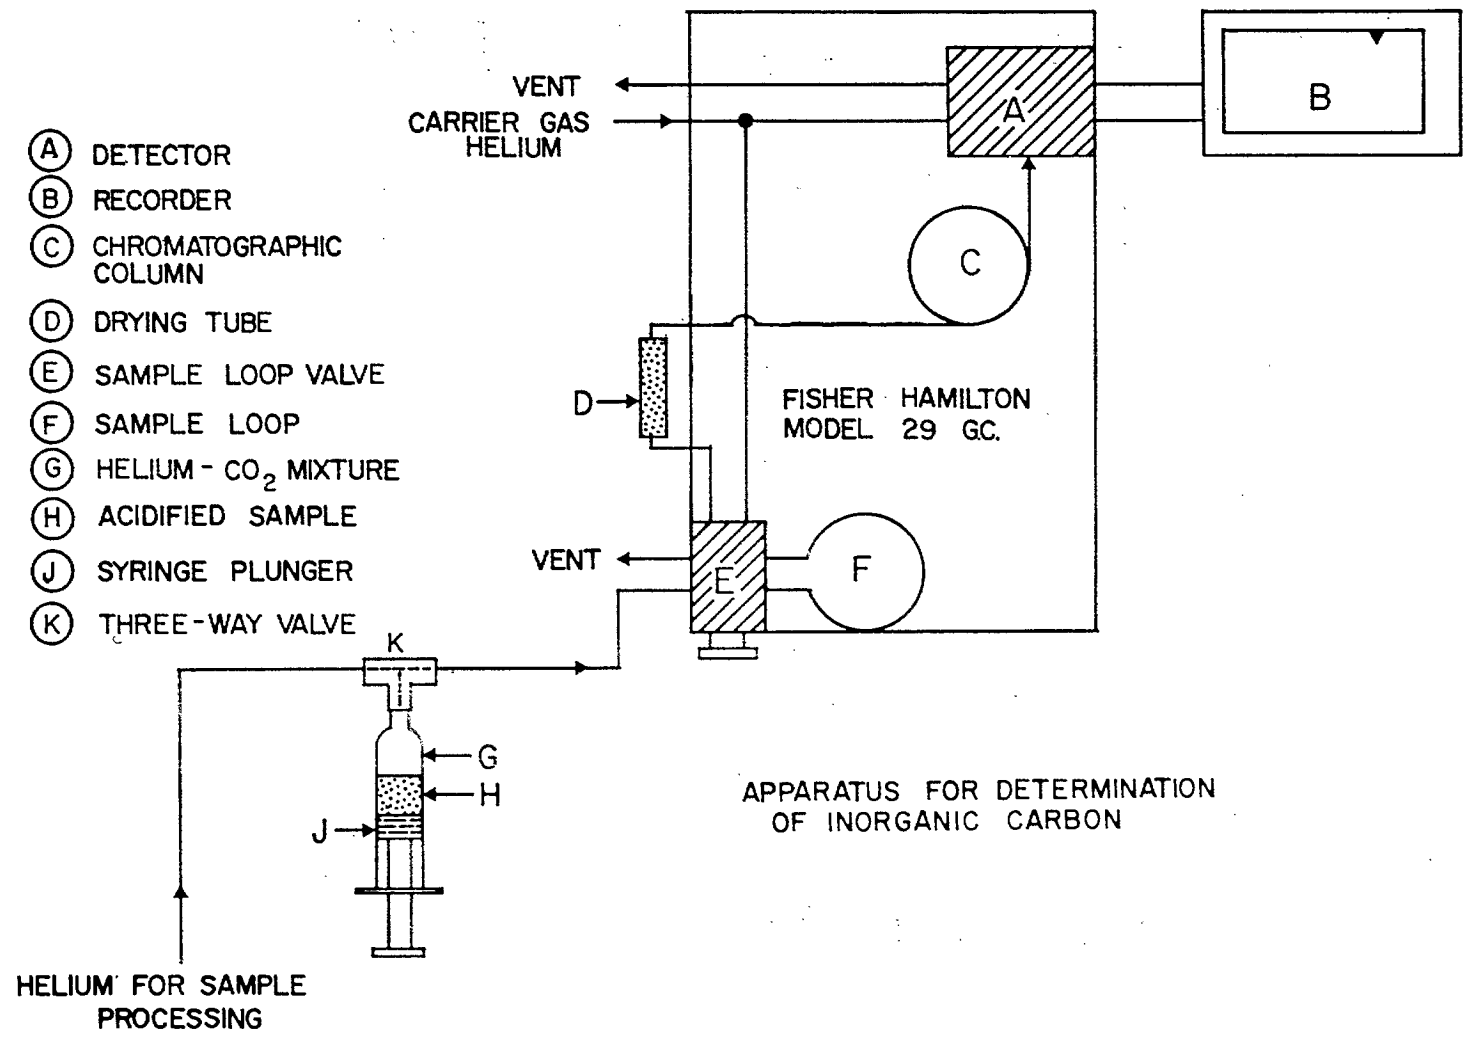 VENT
CARRIER GAS
HELIUM
A
B
A DETECTOR
B RECORDER
C CHROMATOGRAPHIC
COLUMN
D DRYING TUBE
E SAMPLE LOOP VALVE
F SAMPLE LOOP
G HELIUM - CO2 MIXTURE
H ACIDIFIED SAMPLE
J SYRINGE PLUNGER
K THREE-WAY VALVE
C
D
FISHER HAMILTON
MODEL 29 G.C.
VENT
E
F
K
G
H
J
APPARATUS FOR DETERMINATION
OF INORGANIC CARBON
HELIUM FOR SAMPLE
PROCESSING